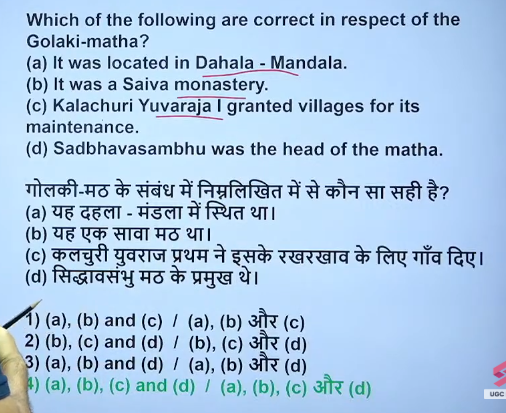 Which of the following are correct in respect of the
Golaki-matha?
(a) It was located in Dahala - Mandala.
(b) It was a Saiva monastery.
(c) Kalachuri Yuvaraja I granted villages for its
maintenance.
(d) Sadbhavasambhu was the head of the matha.
गोलकी-मठ के संबंध में निम्नलिखित में से कौन सा सही है?
(a) यह दहला - मंडला में स्थित था।
(b) यह एक सावा मठ था।
(c) कलचुरी युवराज प्रथम ने इसके रखरखाव के लिए गाँव दिए।
(d) सिद्धावसंभु मठ के प्रमुख थे।
1) (a), (b) and (c) / (a), (b) और (c)
2) (b), (c) and (d) / (b), (c) और (d)
3) (a), (b) and (d) / (a), (b) और (d)
4) (a), (b), (c) and (d) / (a), (b), (c) और (d)
UGC